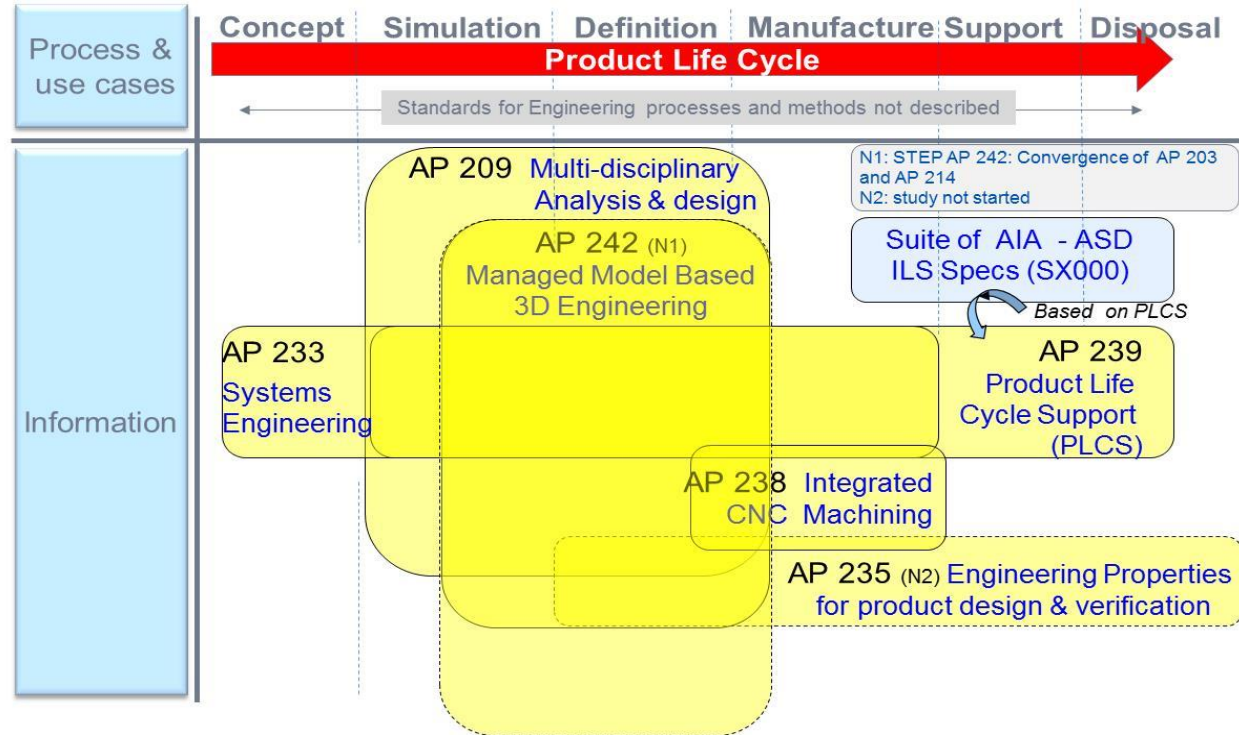 Process &
use cases
Concept Simulation Definition Manufacture Support Disposal
Product Life Cycle
Standards for Engineering processes and methods not described
Information
AP 209 Multi-disciplinary
Analysis & design
N1: STEP AP 242: Convergence of AP 203
and AP 214
N2: study not started
AP 242 (N1)
Managed Model Based
3D Engineering
Suite of AIA - ASD
ILS Specs (SX000)
Based on PLCS
AP 233
Systems
Engineering
AP 239
Product Life
Cycle Support
(PLCS)
AP 238 Integrated
CNC Machining
AP 235 (N2) Engineering Properties
for product design & verification